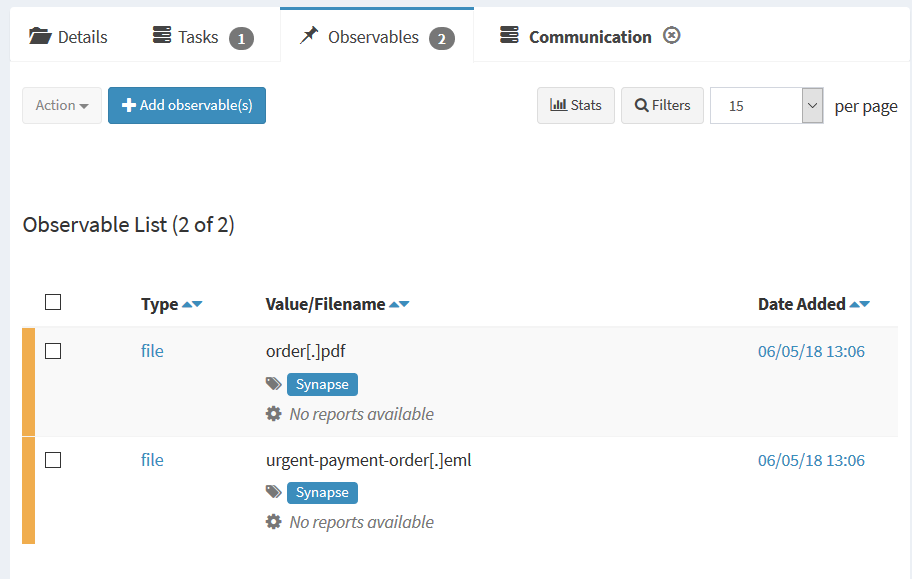 Details Tasks 1 Observables 2 Communication
Action Add observable(s) Stats Filters 15 per page
Observable List (2 of 2)
Type Value/Filename Date Added
file order[.]pdf 06/05/18 13:06
Synapse
No reports available
file urgent-payment-order[.]eml 06/05/18 13:06
Synapse
No reports available